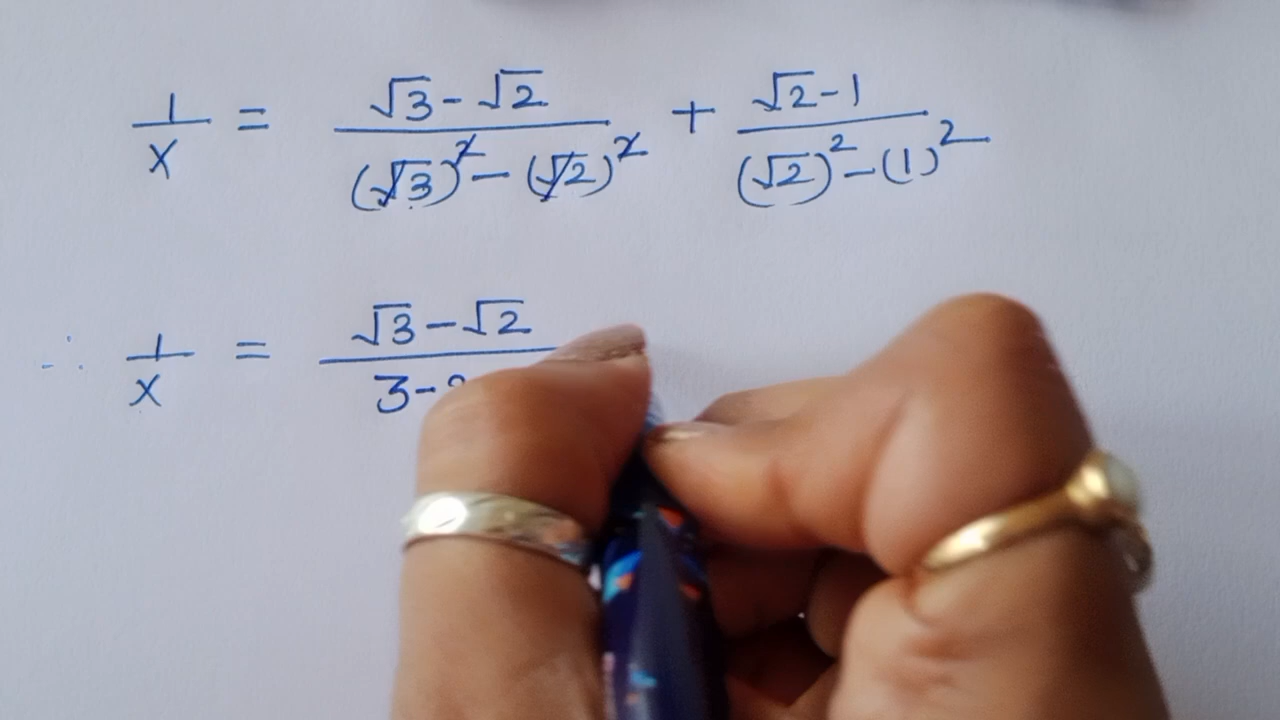 1/x = (√3 - √2)/((√3)² - (√2)²) + (√2 - 1)/((√2)² - (1)²)
∴ 1/x = (√3 - √2)/(3 -